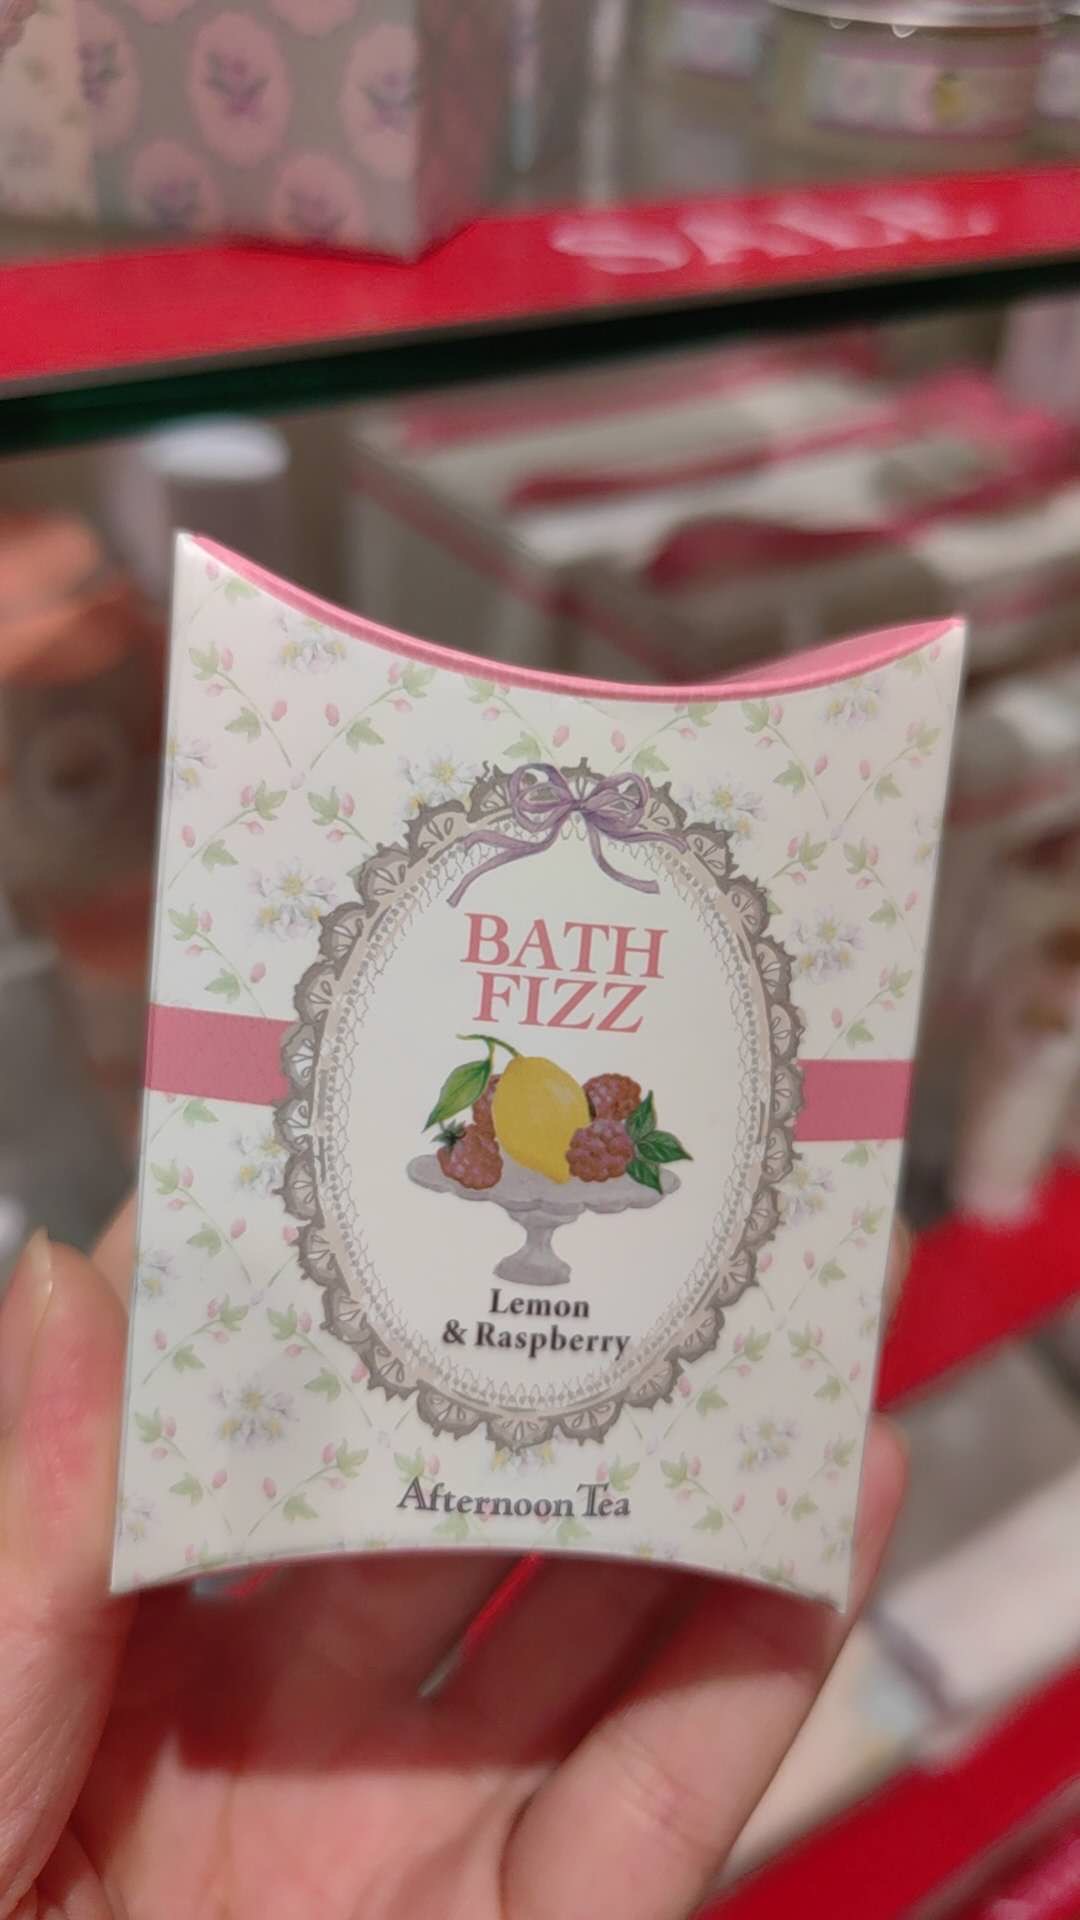 BATH
FIZZ
Lemon
& Raspberry
Afternoon Tea